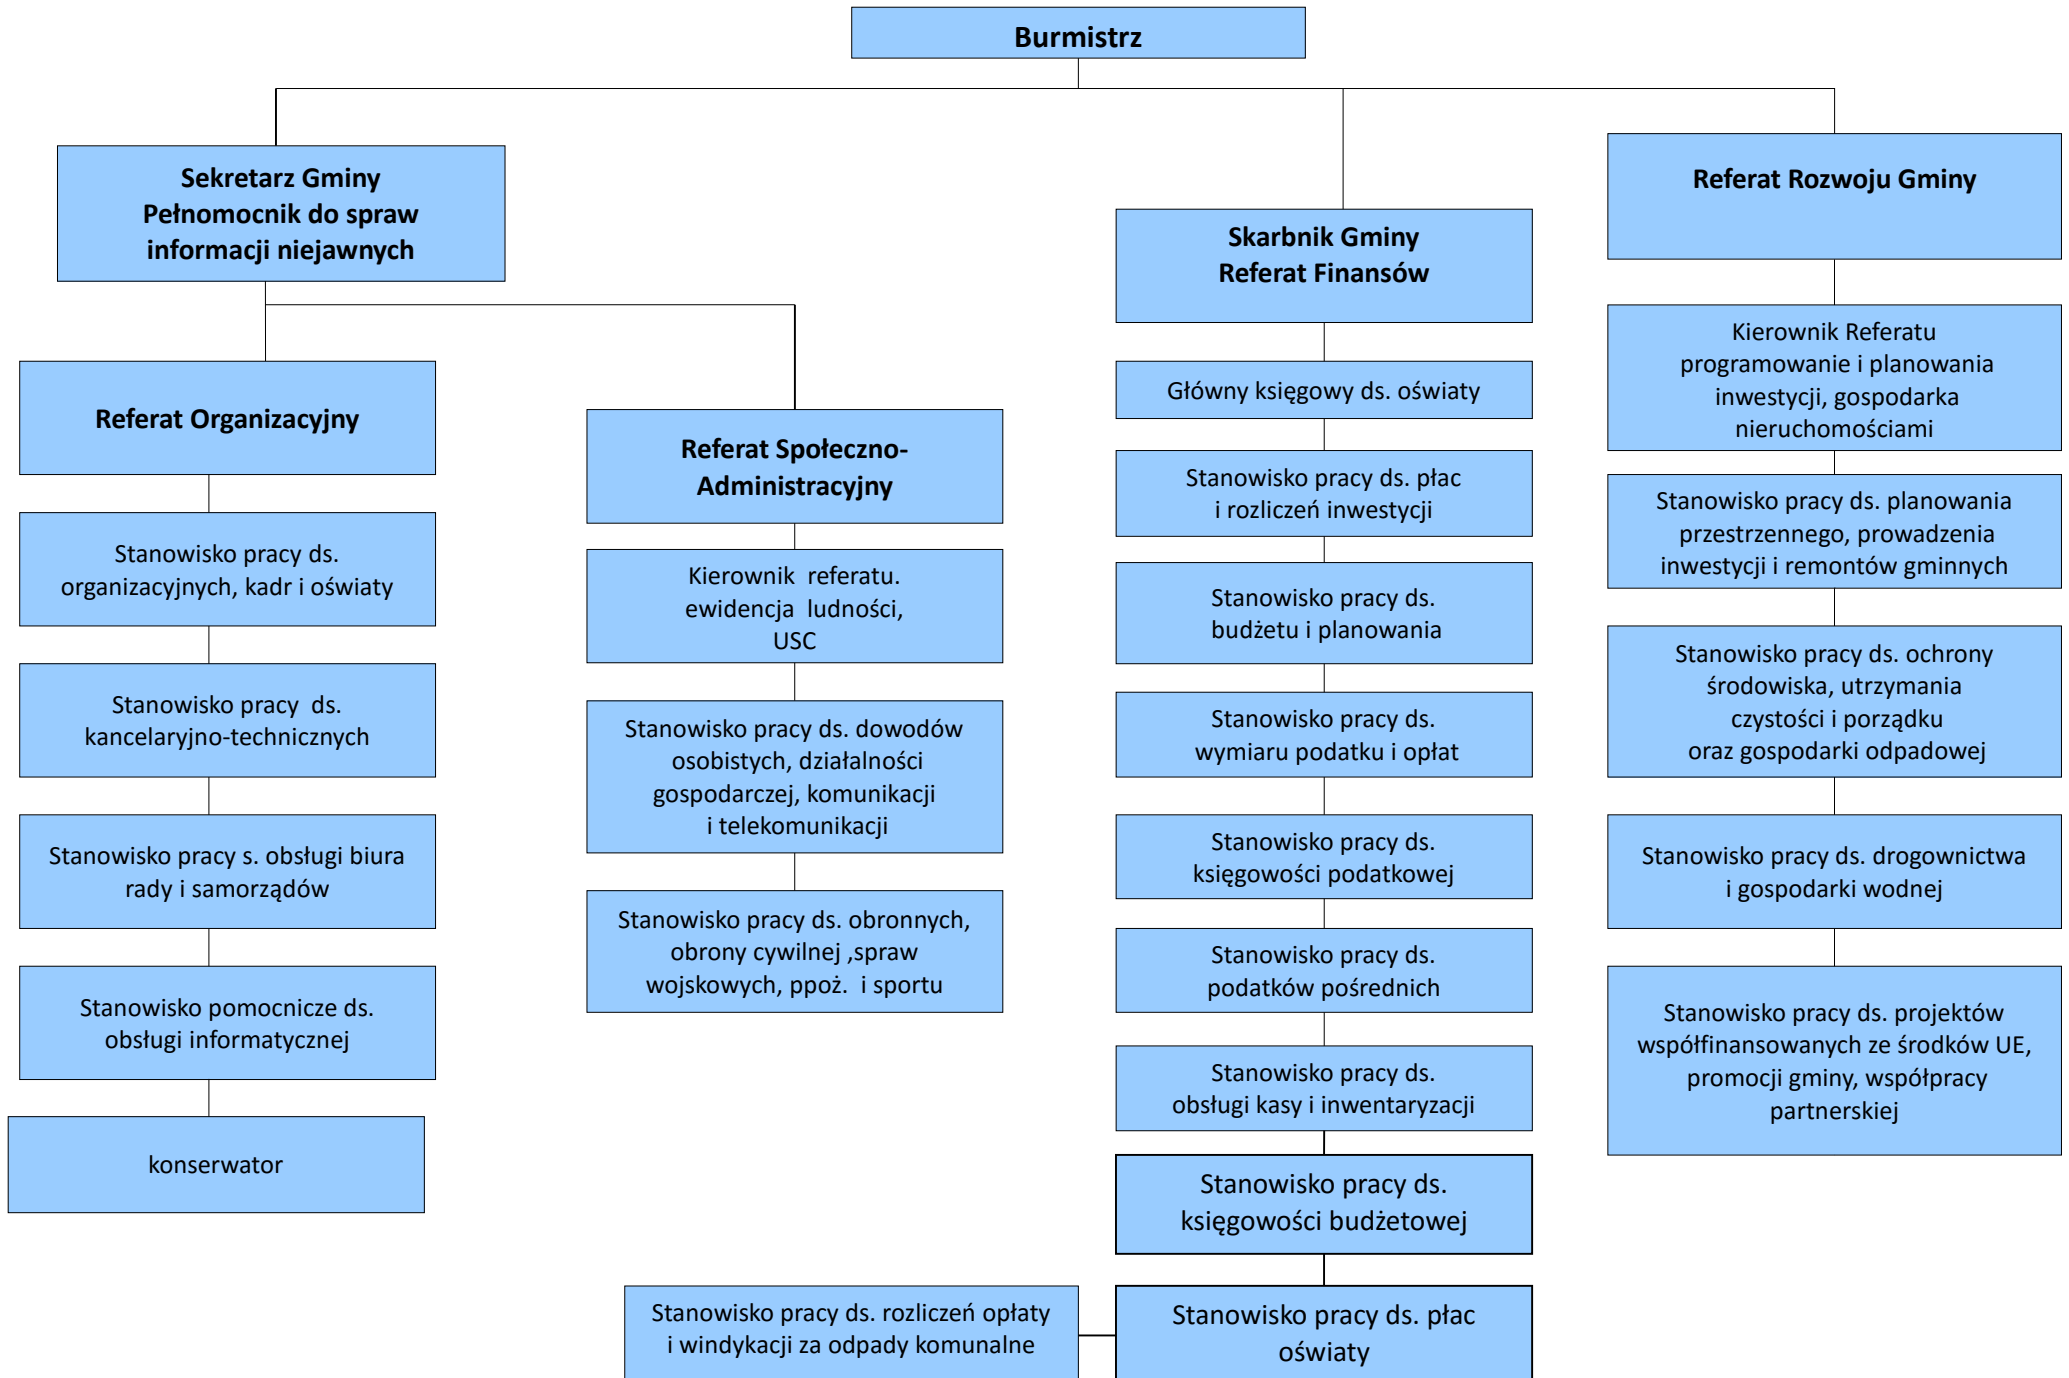 Burmistrz
Sekretarz Gminy
Pełnomocnik do spraw
informacji niejawnych
Referat Organizacyjny
Stanowisko pracy ds.
organizacyjnych, kadr i oświaty
Stanowisko pracy  ds.
kancelaryjno-technicznych
Stanowisko pracy s. obsługi biura
rady i samorządów
Stanowisko pomocnicze ds.
obsługi informatycznej
konserwator
Referat Społeczno-
Administracyjny
Kierownik  referatu.
ewidencja  ludności,
USC
Stanowisko pracy ds. dowodów
osobistych, działalności
gospodarczej, komunikacji
i telekomunikacji
Stanowisko pracy ds. obronnych,
obrony cywilnej ,spraw
wojskowych, ppoż.  i sportu
Skarbnik Gminy
Referat Finansów
Główny księgowy ds. oświaty
Stanowisko pracy ds. płac
i rozliczeń inwestycji
Stanowisko pracy ds.
budżetu i planowania
Stanowisko pracy ds.
wymiaru podatku i opłat
Stanowisko pracy ds.
księgowości podatkowej
Stanowisko pracy ds.
podatków pośrednich
Stanowisko pracy ds.
obsługi kasy i inwentaryzacji
Stanowisko pracy ds.
księgowości budżetowej
Stanowisko pracy ds. płac
oświaty
Stanowisko pracy ds. rozliczeń opłaty
i windykacji za odpady komunalne
Referat Rozwoju Gminy
Kierownik Referatu
programowanie i planowania
inwestycji, gospodarka
nieruchomościami
Stanowisko pracy ds. planowania
przestrzennego, prowadzenia
inwestycji i remontów gminnych
Stanowisko pracy ds. ochrony
środowiska, utrzymania
czystości i porządku
oraz gospodarki odpadowej
Stanowisko pracy ds. drogownictwa
i gospodarki wodnej
Stanowisko pracy ds. projektów
współfinansowanych ze środków UE,
promocji gminy, współpracy
partnerskiej